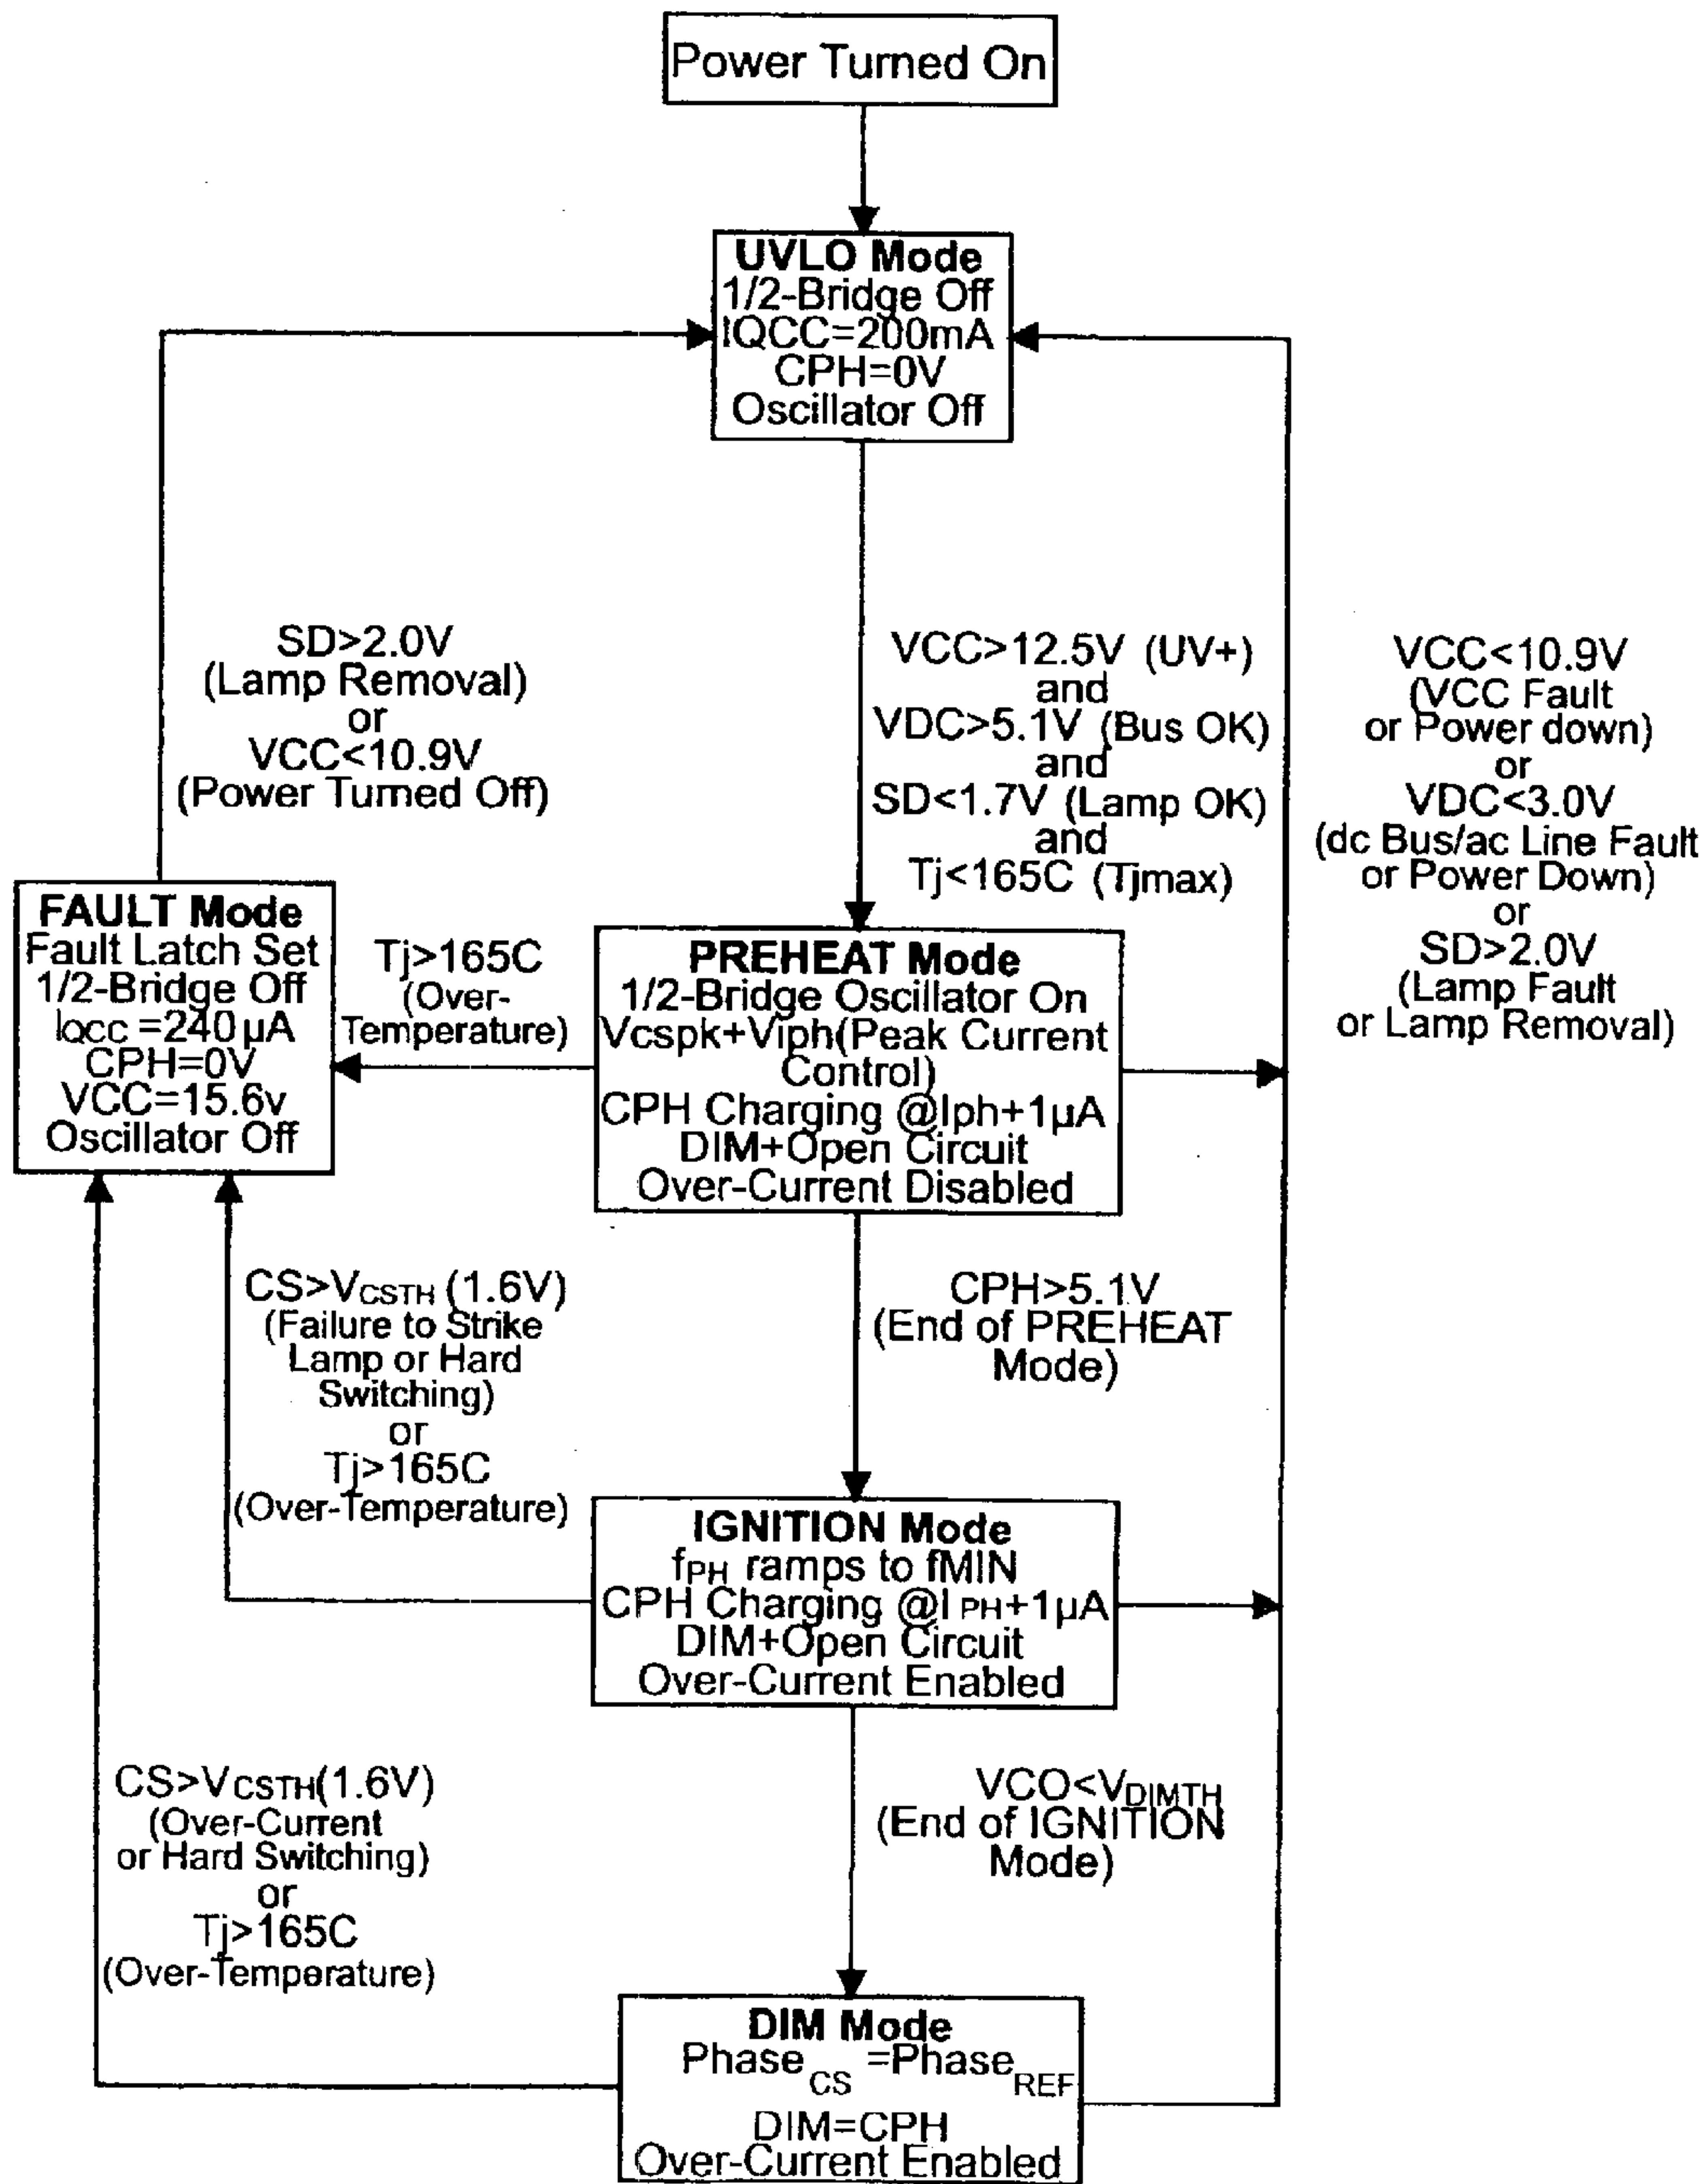 Power Turned On
UVLO Mode
1/2-Bridge Off
IQCC=200mA
CPH=0V
Oscillator Off
SD>2.0V
(Lamp Removal)
or
VCC<10.9V
(Power Turned Off)
VCC>12.5V (UV+)
and
VDC>5.1V (Bus OK)
and
SD<1.7V (Lamp OK)
and
Tj<165C (Tjmax)
VCC<10.9V
(VCC Fault
or Power down)
or
VDC<3.0V
(dc Bus/ac Line Fault
or Power Down)
or
SD>2.0V
(Lamp Fault
or Lamp Removal)
FAULT Mode
Fault Latch Set
1/2-Bridge Off
IQCC =240 µA
CPH=0V
VCC=15.6v
Oscillator Off
Tj>165C
(Over-
Temperature)
PREHEAT Mode
1/2-Bridge Oscillator On
Vcspk+Viph(Peak Current
Control)
CPH Charging @Iph+1µA
DIM+Open Circuit
Over-Current Disabled
CS>VCSTH (1.6V)
(Failure to Strike
Lamp or Hard
Switching)
or
Tj>165C
(Over-Temperature)
CPH>5.1V
(End of PREHEAT
Mode)
IGNITION Mode
fPH ramps to fMIN
CPH Charging @I PH+1µA
DIM+Open Circuit
Over-Current Enabled
CS>VCSTH(1.6V)
(Over-Current
or Hard Switching)
or
Tj>165C
(Over-Temperature)
VCO<VDIMTH
(End of IGNITION
Mode)
DIM Mode
PhaseCS =PhaseREF
DIM=CPH
Over-Current Enabled